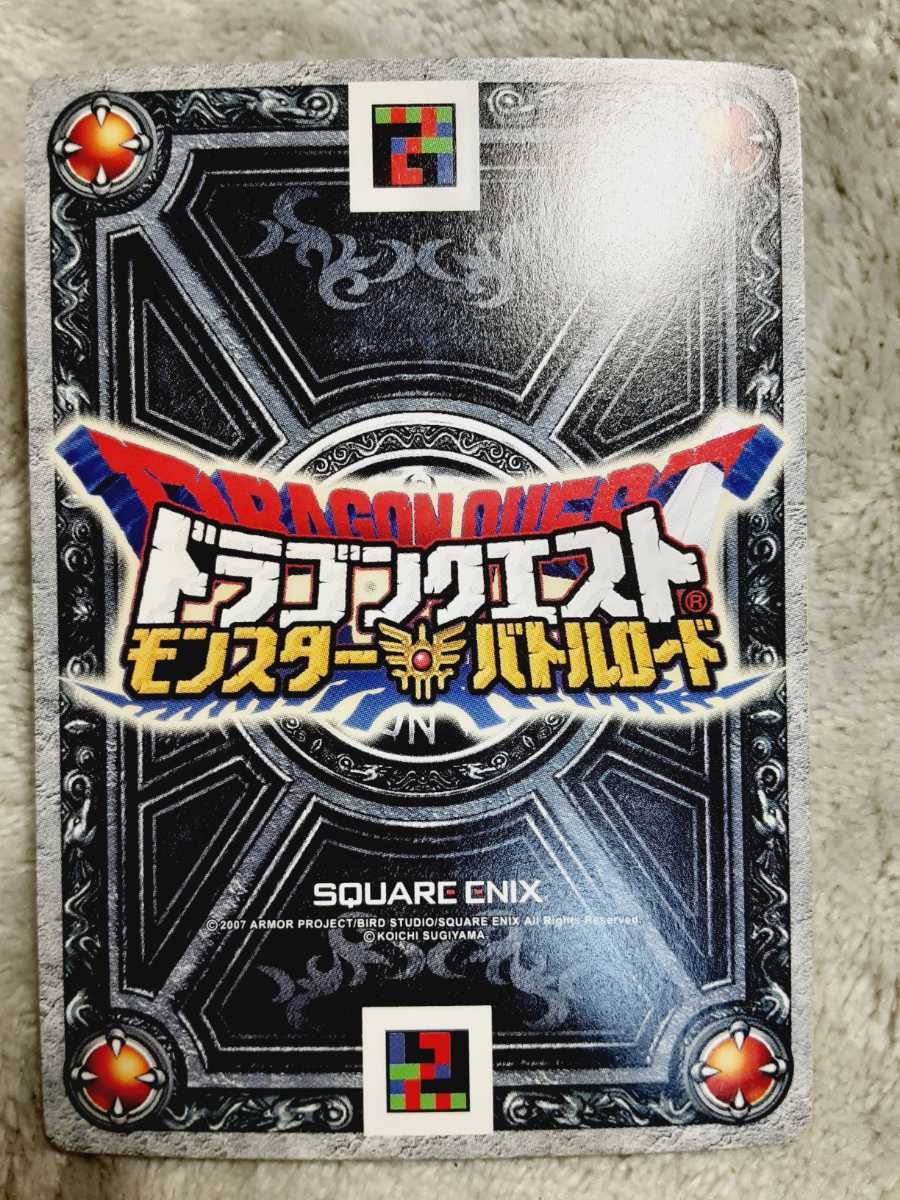 DRAGON QUEST
ドラゴンクエスト®
モンスター バトルロード
SQUARE ENIX
© 2007 ARMOR PROJECT/BIRD STUDIO/SQUARE ENIX All Rights Reserved.
© KOICHI SUGIYAMA